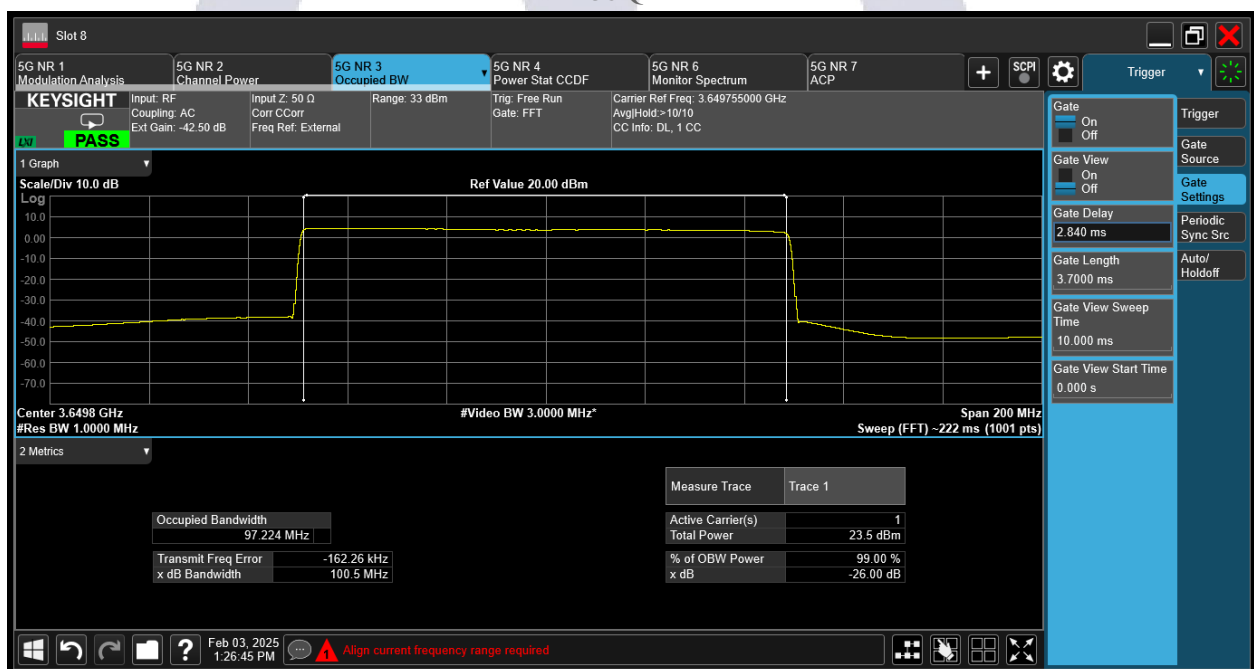 Slot 8
5G NR 1
Modulation Analysis
5G NR 2
Channel Power
5G NR 3
Occupied BW
5G NR 4
Power Stat CCDF
5G NR 6
Monitor Spectrum
5G NR 7
ACP
+
SCPI
Trigger
KEYSIGHT
LXI
PASS
Input: RF
Coupling: AC
Ext Gain: -42.50 dB
Input Z: 50 Ω
Corr CCorr
Freq Ref: External
Range: 33 dBm
Trig: Free Run
Gate: FFT
Carrier Ref Freq: 3.649755000 GHz
Avg|Hold:>10/10
CC Info: DL, 1 CC
1 Graph
Scale/Div 10.0 dB
Ref Value 20.00 dBm
Log
10.0
0.00
-10.0
-20.0
-30.0
-40.0
-50.0
-60.0
-70.0
Center 3.6498 GHz
#Video BW 3.0000 MHz*
Span 200 MHz
#Res BW 1.0000 MHz
Sweep (FFT) ~222 ms (1001 pts)
2 Metrics
Measure Trace Trace 1
Occupied Bandwidth
97.224 MHz
Active Carrier(s) 1
Total Power 23.5 dBm
Transmit Freq Error -162.26 kHz
x dB Bandwidth 100.5 MHz
% of OBW Power 99.00 %
x dB -26.00 dB
Gate
On
Off
Gate View
On
Off
Gate Delay
2.840 ms
Gate Length
3.7000 ms
Gate View Sweep
Time
10.000 ms
Gate View Start Time
0.000 s
Trigger
Gate
Source
Gate
Settings
Periodic
Sync Src
Auto/
Holdoff
?
Feb 03, 2025
1:26:45 PM
1
Align current frequency range required